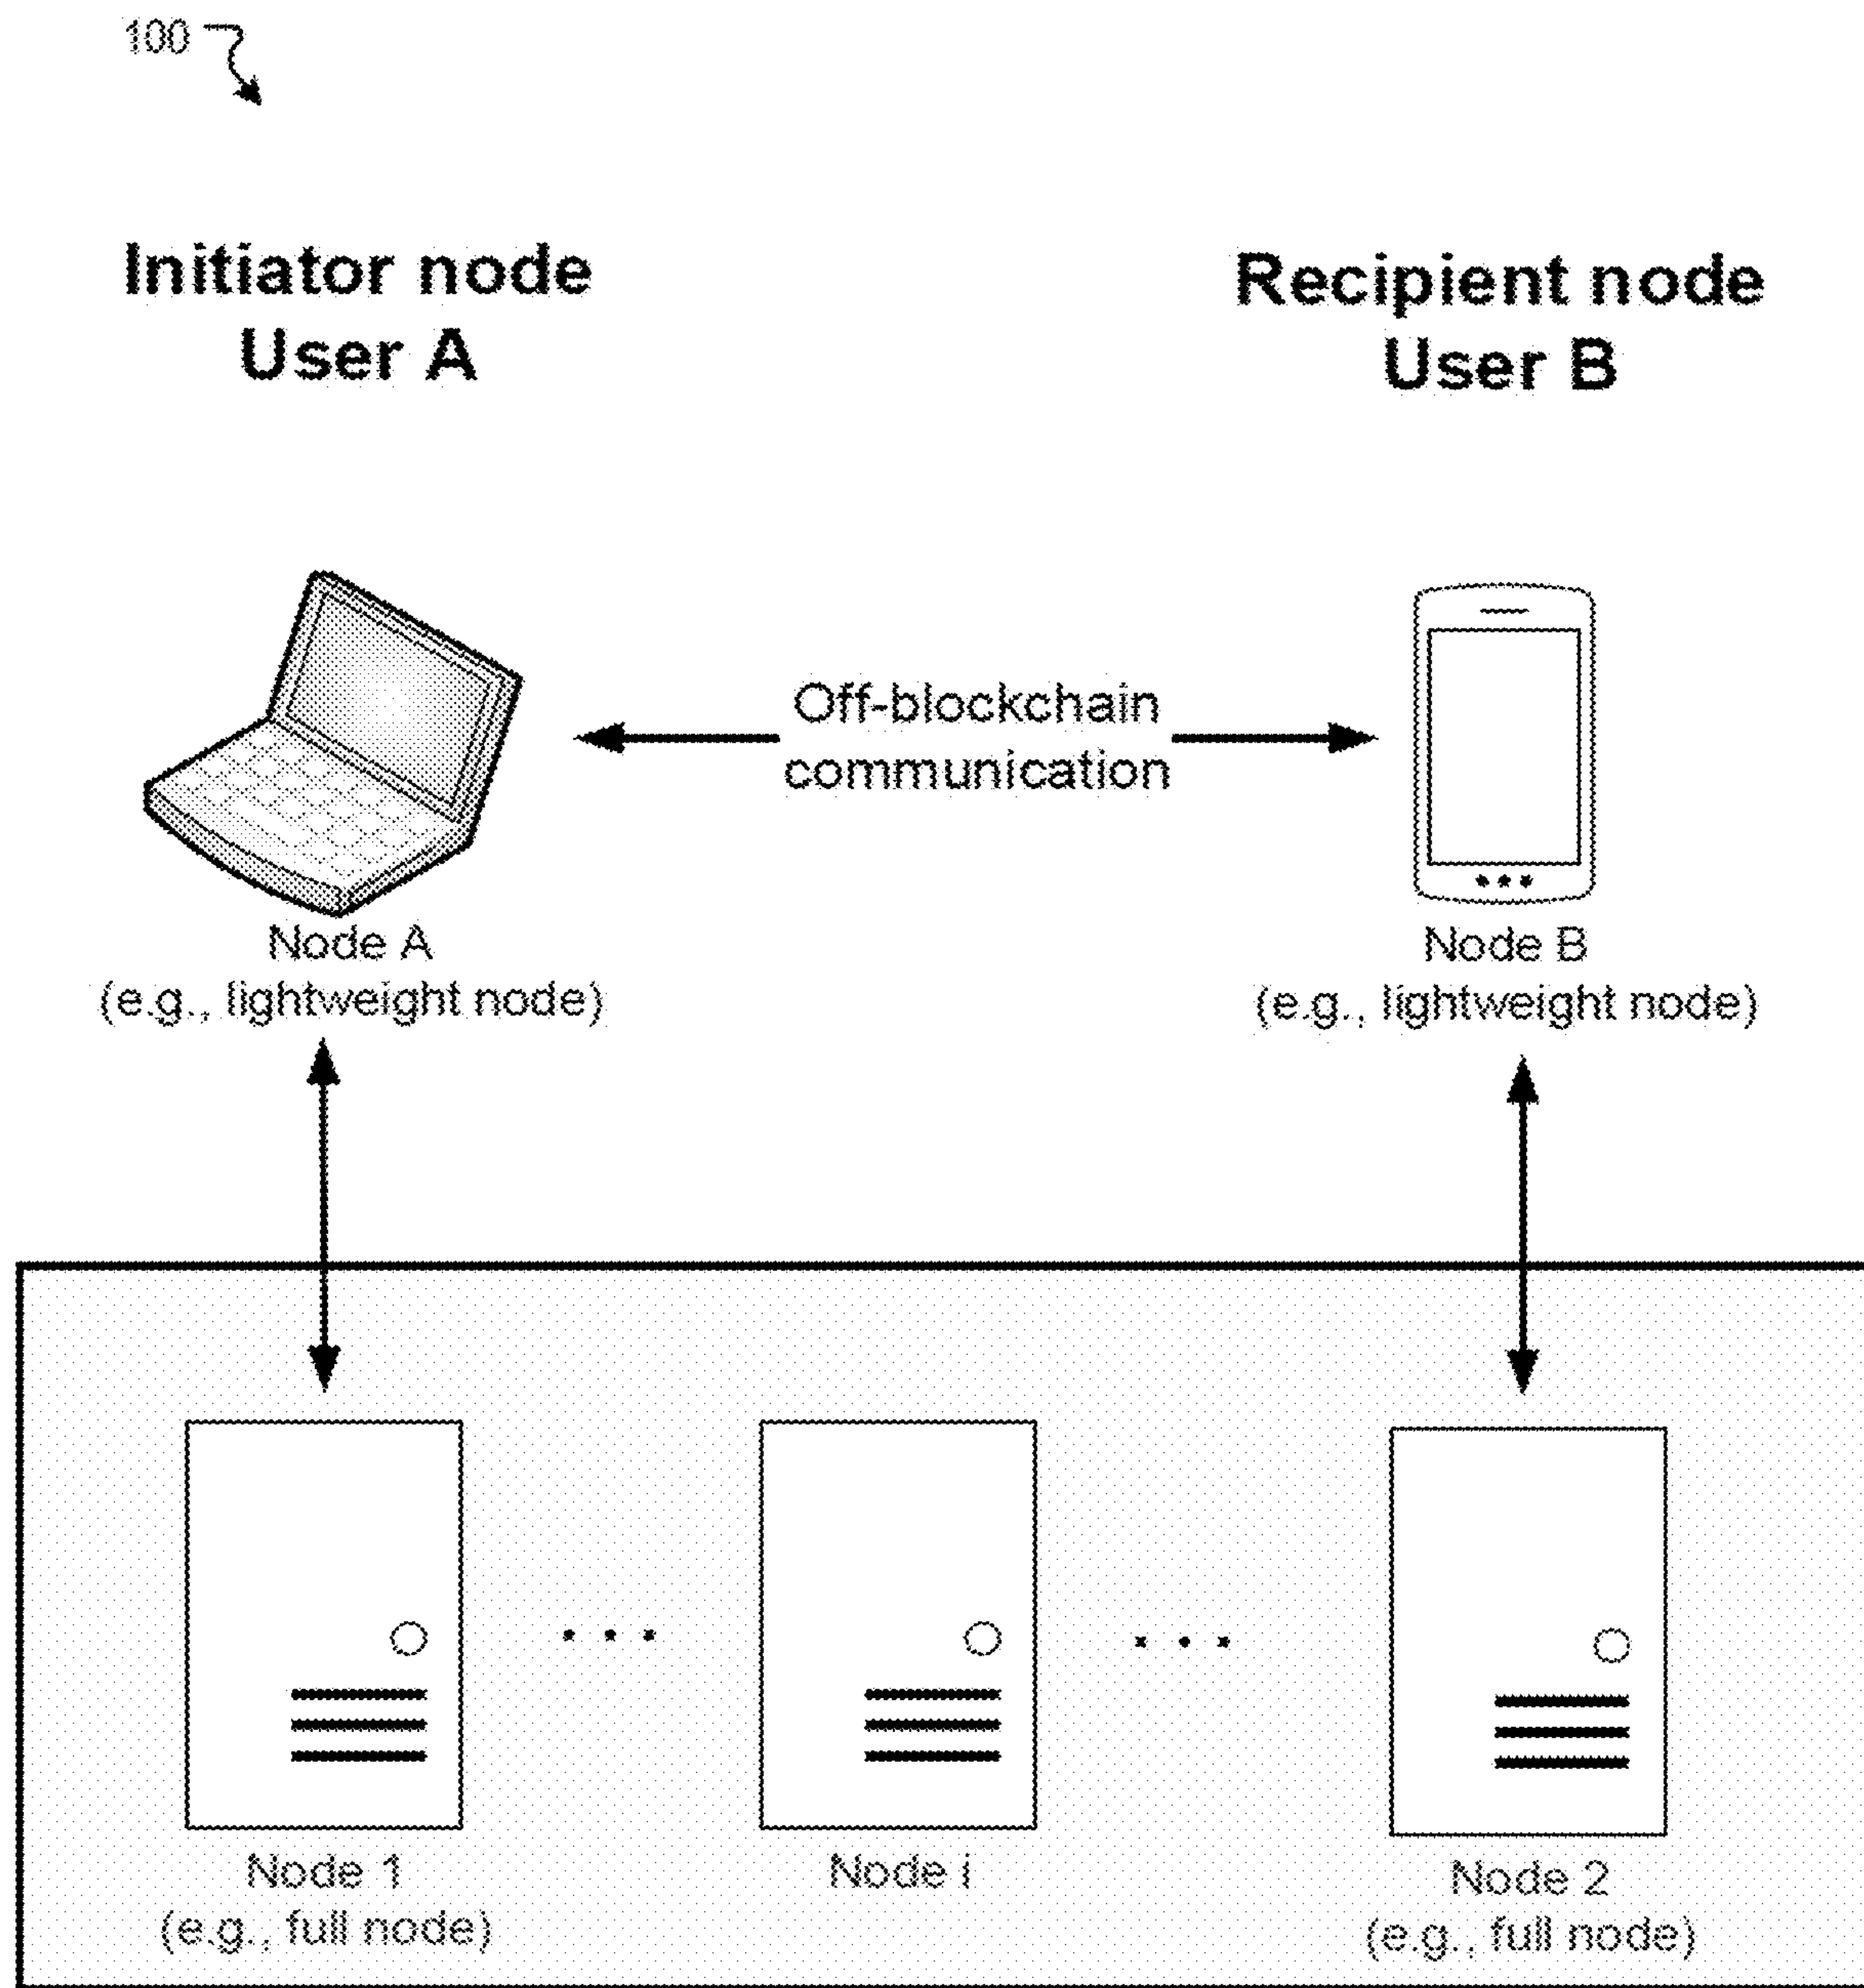 100
Initiator node
User A
Recipient node
User B
Off-blockchain
communication
Node A
(e.g., lightweight node)
Node B
(e.g., lightweight node)
Node 1
(e.g., full node)
Node i
Node 2
(e.g., full node)